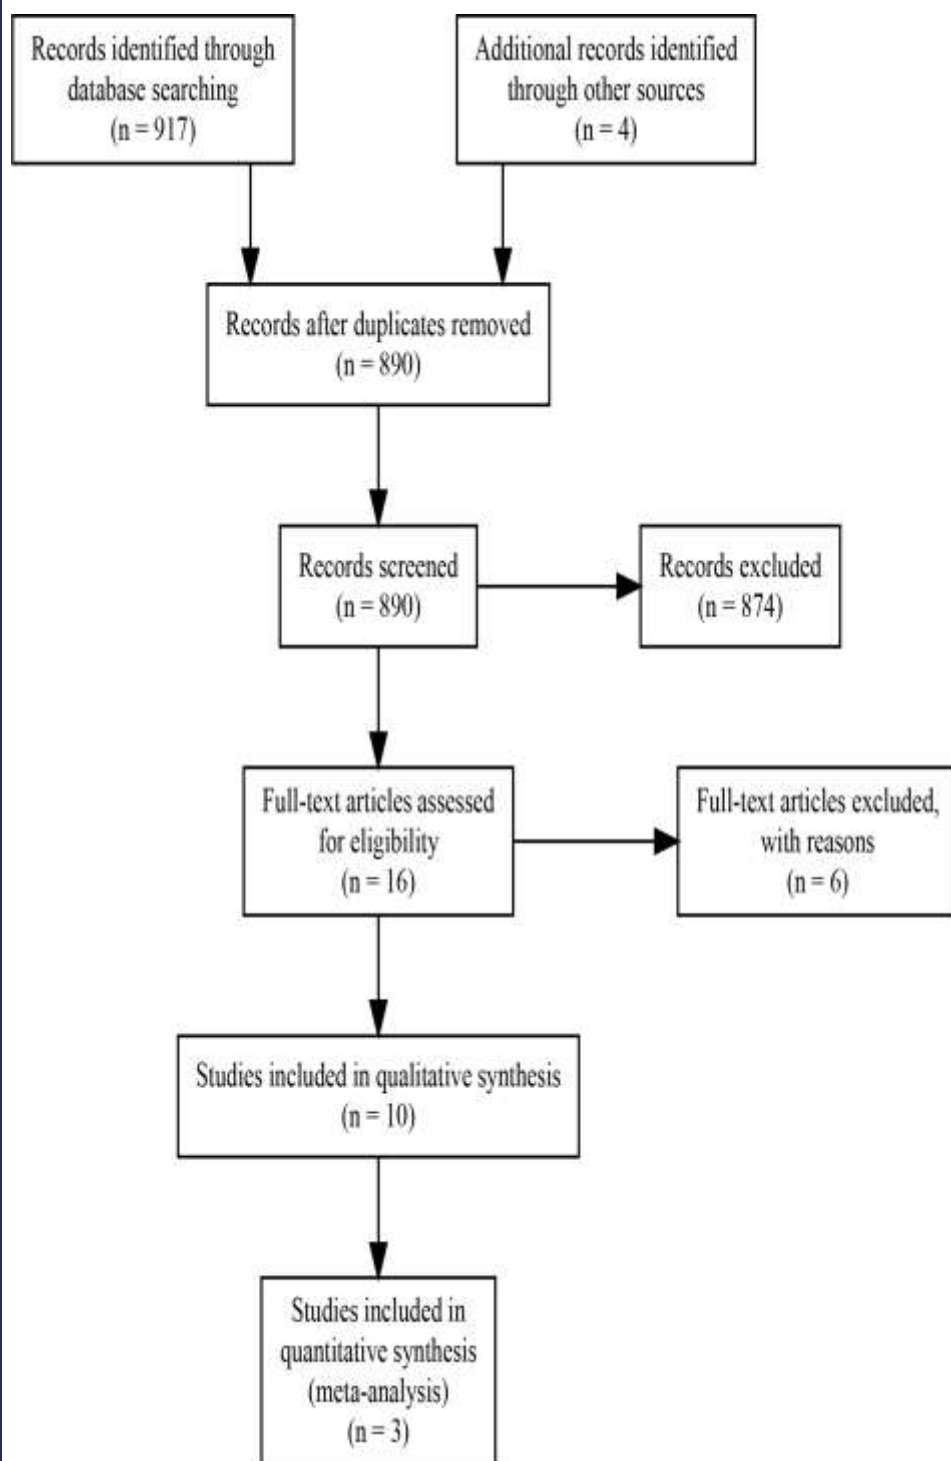 Records identified through
database searching
(n = 917)
Additional records identified
through other sources
(n = 4)
Records after duplicates removed
(n = 890)
Records screened
(n = 890)
Records excluded
(n = 874)
Full-text articles assessed
for eligibility
(n = 16)
Full-text articles excluded,
with reasons
(n = 6)
Studies included in qualitative synthesis
(n = 10)
Studies included in
quantitative synthesis
(meta-analysis)
(n = 3)